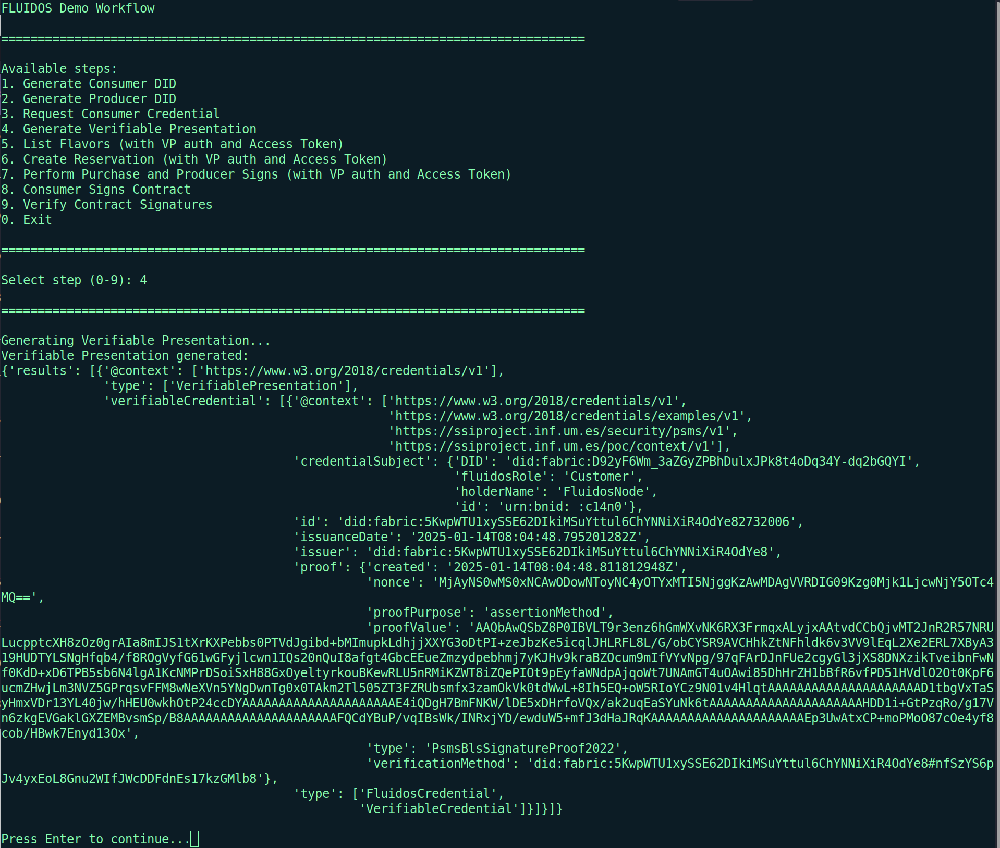 FLUIDOS Demo Workflow
================================================================================
Available steps:
1. Generate Consumer DID
2. Generate Producer DID
3. Request Consumer Credential
4. Generate Verifiable Presentation
5. List Flavors (with VP auth and Access Token)
6. Create Reservation (with VP auth and Access Token)
7. Perform Purchase and Producer Signs (with VP auth and Access Token)
8. Consumer Signs Contract
9. Verify Contract Signatures
0. Exit
================================================================================
Select step (0-9): 4
================================================================================
Generating Verifiable Presentation...
Verifiable Presentation generated:
{'results': [{'@context': ['https://www.w3.org/2018/credentials/v1'],
'type': ['VerifiablePresentation'],
'verifiableCredential': [{'@context': ['https://www.w3.org/2018/credentials/v1',
'https://www.w3.org/2018/credentials/examples/v1',
'https://ssiproject.inf.um.es/security/psms/v1',
'https://ssiproject.inf.um.es/poc/context/v1'],
'credentialSubject': {'DID': 'did:fabric:D92yF6Wm_3aZGyZPBhDulxJPk8t4oDq34Y-dq2bGQYI',
'fluidosRole': 'Customer',
'holderName': 'FluidosNode',
'id': 'urn:bnid:_:c14n0'},
'id': 'did:fabric:5KwpWTU1xySSE62DIkiMSuYttul6ChYNNiXiR4OdYe82732006',
'issuanceDate': '2025-01-14T08:04:48.795201282Z',
'issuer': 'did:fabric:5KwpWTU1xySSE62DIkiMSuYttul6ChYNNiXiR4OdYe8',
'proof': {'created': '2025-01-14T08:04:48.811812948Z',
'nonce': 'MjAyNS0wMS0xNCAwODowNToyNC4yOTYxMTI5NjggKzAwMDAgVVRDIG09Kzg0Mjk1LjcwNjY5OTc4
MQ==',
'proofPurpose': 'assertionMethod',
'proofValue': 'AAQbAwQSbZ8P0IBVLT9r3enz6hGmWXvNK6RX3FrmqxALyjxAAtvdCCbQjvMT2JnR2R57NRU
LucpptcXH8zOz0grAIa8mIJS1tXrKXPebbs0PTVdJgibd+bMImupkLdhjjXXYG3oDtPI+zeJbzKe5icqlJHLRFL8L/G/obCYSR9AVCHhkZtNFhldk6v3VV9lEqL2Xe2ERL7XByA3
19HUDTYLSNgHfqb4/f8ROgVyfG61wGFyjlcwn1IQs20nQuI8afgt4GbcEEueZmzydpebhmj7yKJHv9kraBZOcum9mIfVYvNpg/97qFArDJnFUe2cgyGl3jXS8DNXzikTveibnFwN
f0KdD+xD6TPB5sb6N4lgA1KcNMPrDSoiSxH88GxOyeltyrkouBKewRLU5nRMiKZWT8iZQePIOt9pEyfaWNdpAjqoWt7UNAmGT4uOAwi85DhHrZH1bBfR6vfPD51HVdlO2Ot0KpF6
ucmZHwjLm3NVZ5GPrqsvFFM8wNeXVn5YNgDwnTg0x0TAkm2Tl505ZT3FZRUbsmfx3zamOkVk0tdWwL+8Ih5EQ+oW5RIoYCz9N01v4HlqtAAAAAAAAAAAAAAAAAAAAAD1tbgVxTaS
yHmxVDr13YL40jw/hHEU0wkhOtP24ccDYAAAAAAAAAAAAAAAAAAAAAE4iQDgH7BmFNKW/lDE5xDHrfoVQx/ak2uqEaSYuNk6tAAAAAAAAAAAAAAAAAAAAAHDD1i+GtPzqRo/g17V
n6zkgEVGaklGXZEMBvsmSp/B8AAAAAAAAAAAAAAAAAAAAAFQCdYBuP/vqIBsWk/INRxjYD/ewduW5+mfJ3dHaJRqKAAAAAAAAAAAAAAAAAAAAAEp3UwAtxCP+moPMoO87cOe4yf8
cob/HBwk7Enyd13Ox',
'type': 'PsmsBlsSignatureProof2022',
'verificationMethod': 'did:fabric:5KwpWTU1xySSE62DIkiMSuYttul6ChYNNiXiR4OdYe8#nfSzYS6p
Jv4yxEoL8Gnu2WIfJWcDDFdnEs17kzGMlb8'},
'type': ['FluidosCredential',
'VerifiableCredential']}]}]}
Press Enter to continue...